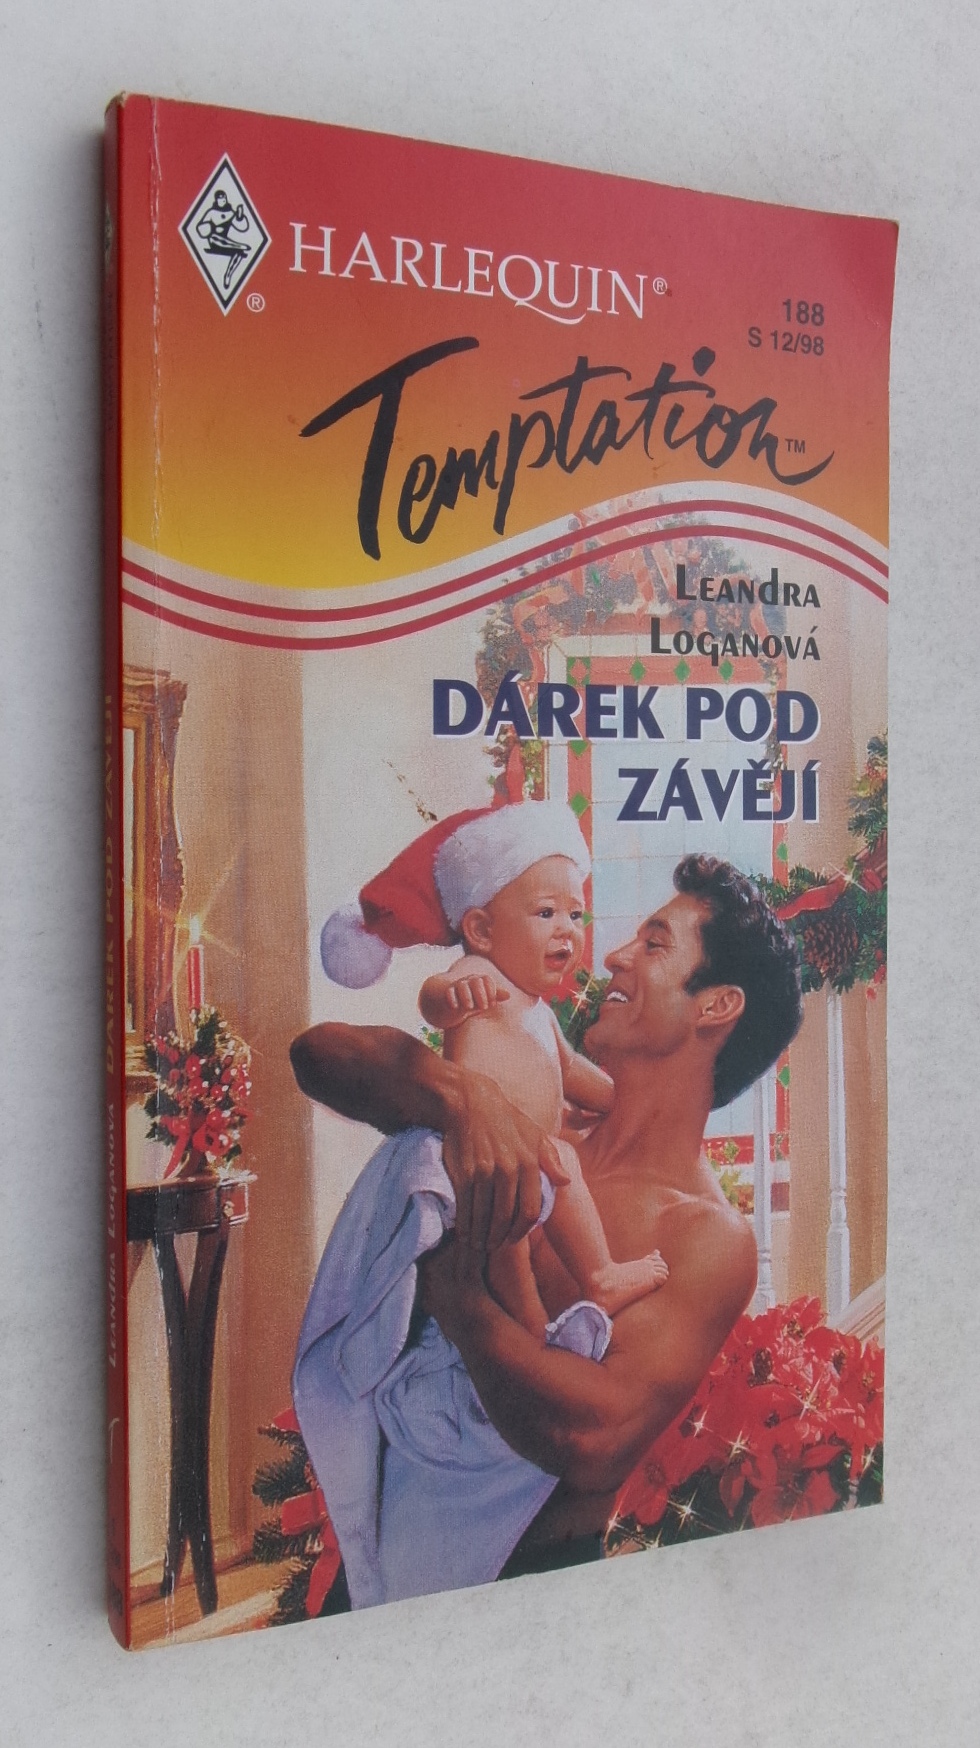 HARLEQUIN®
®
188
S 12/98
Temptation™
LEANdRA
LOGANOVÁ
DÁREK POD
ZÁVĚJÍ
LEANdRA LOGANOVÁ DÁREK POD ZÁVĚJÍ